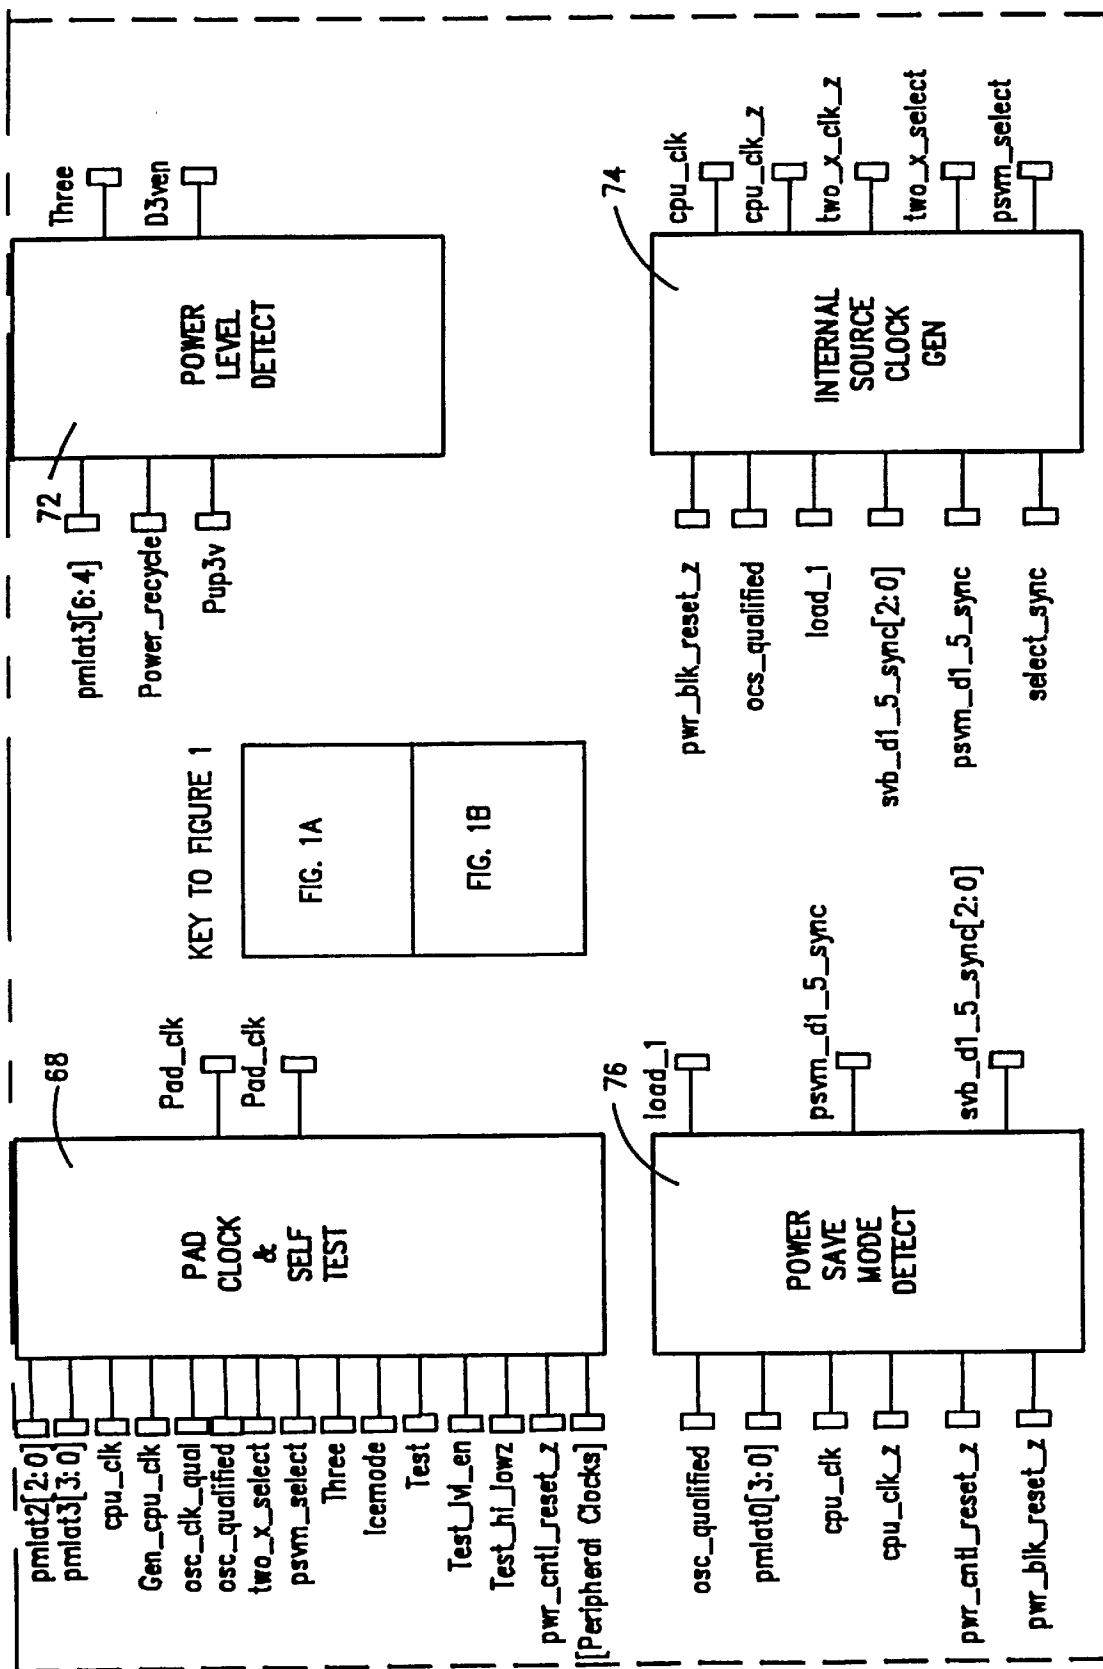 pmlat2[2:0]
pmlat3[3:0]
cpu_clk
Gen_cpu_clk
osc_clk_qual
osc_qualified
two_x_select
psvm_select
Three
Icemode
Test
Test_lvl_en
Test_hi_lowz
pwr_cntl_reset_z
[Peripheral Clocks]
PAD
CLOCK
&
SELF
TEST
68
Pad_clk
Pad_clk
KEY TO FIGURE 1
FIG. 1A
FIG. 1B
pmlat3[6:4]
Power_recycle
Pup3v
72
POWER
LEVEL
DETECT
Three
D3ven
osc_qualified
pmlat0[3:0]
cpu_clk
cpu_clk_z
pwr_cntl_reset_z
pwr_blk_reset_z
POWER
SAVE
MODE
DETECT
76
load_1
psvm_d1_5_sync
svb_d1_5_sync[2:0]
pwr_blk_reset_z
ocs_qualified
load_1
svb_d1_5_sync[2:0]
psvm_d1_5_sync
select_sync
INTERNAL
SOURCE
CLOCK
GEN
74
cpu_clk
cpu_clk_z
two_x_clk_z
two_x_select
psvm_select